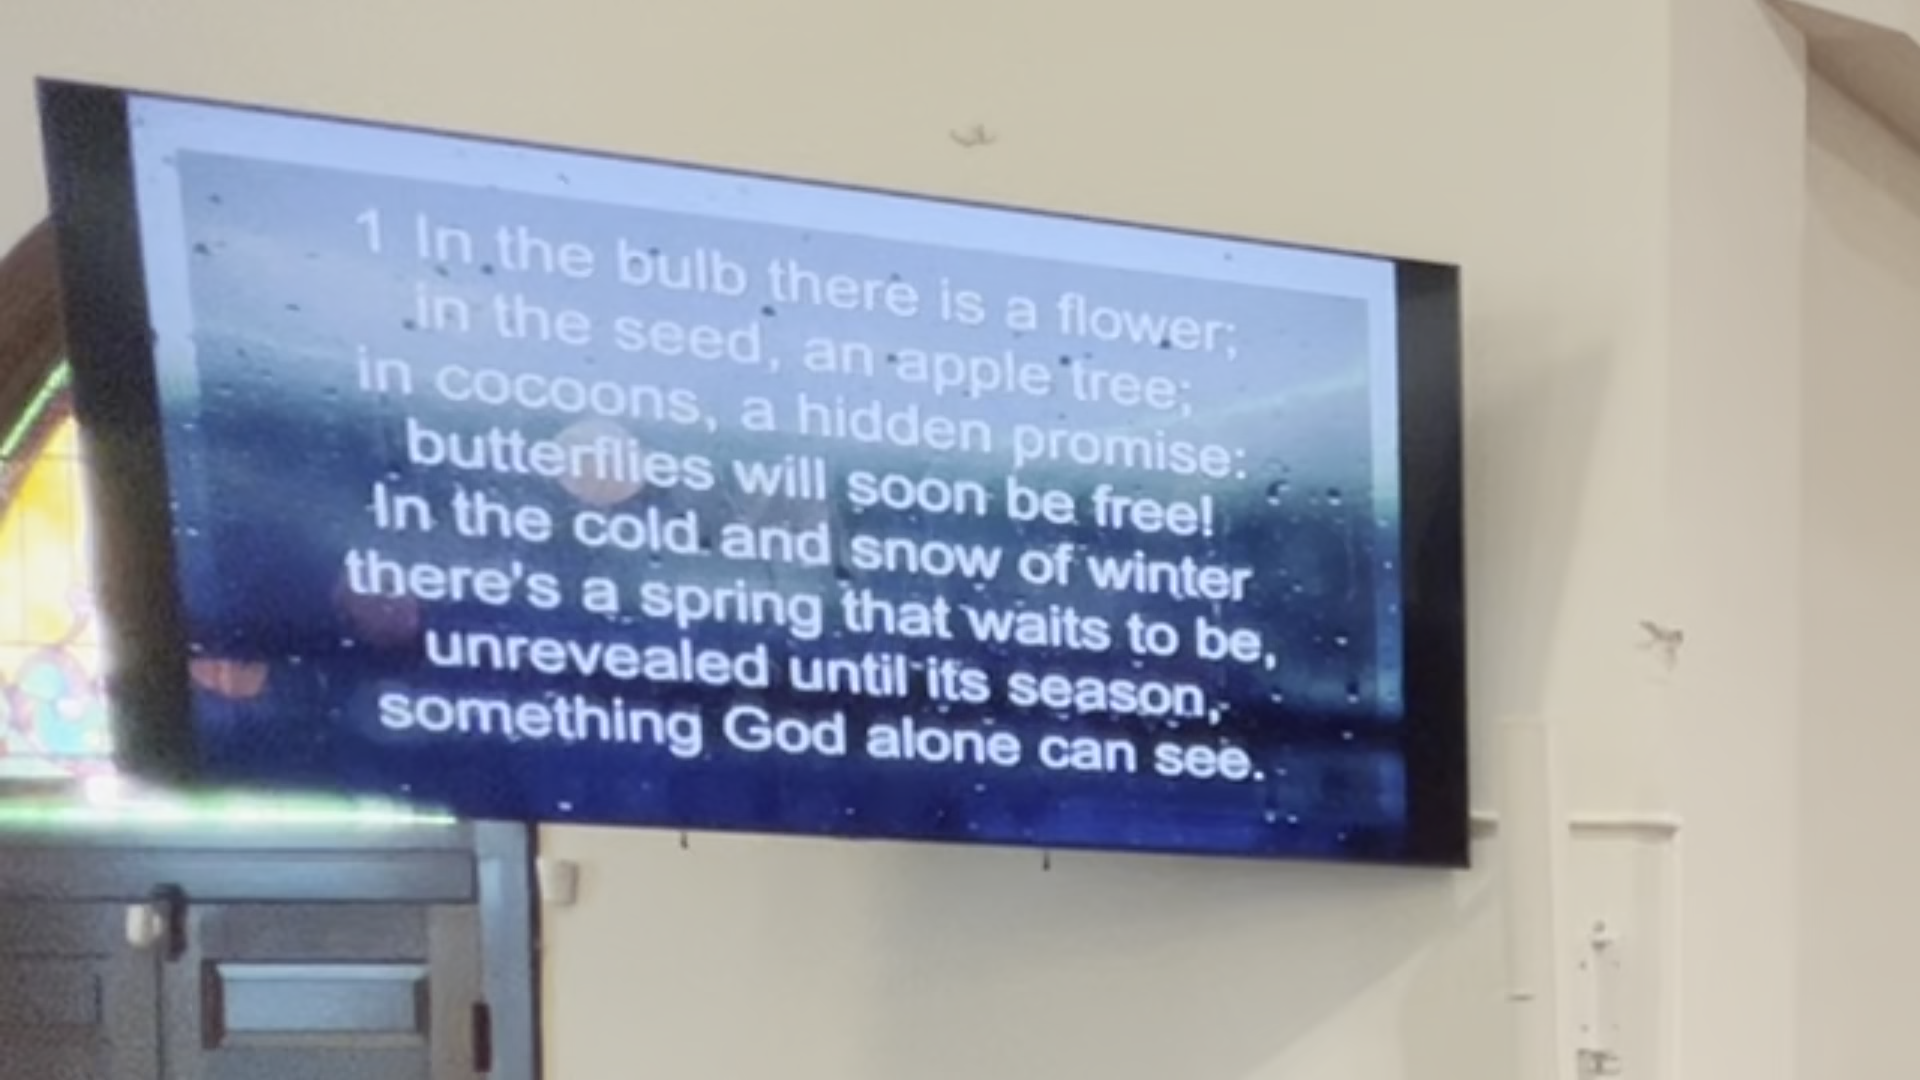 1 In the bulb there is a flower;
in the seed, an apple tree;
in cocoons, a hidden promise:
butterflies will soon be free!
In the cold and snow of winter
there's a spring that waits to be,
unrevealed until its season,
something God alone can see.